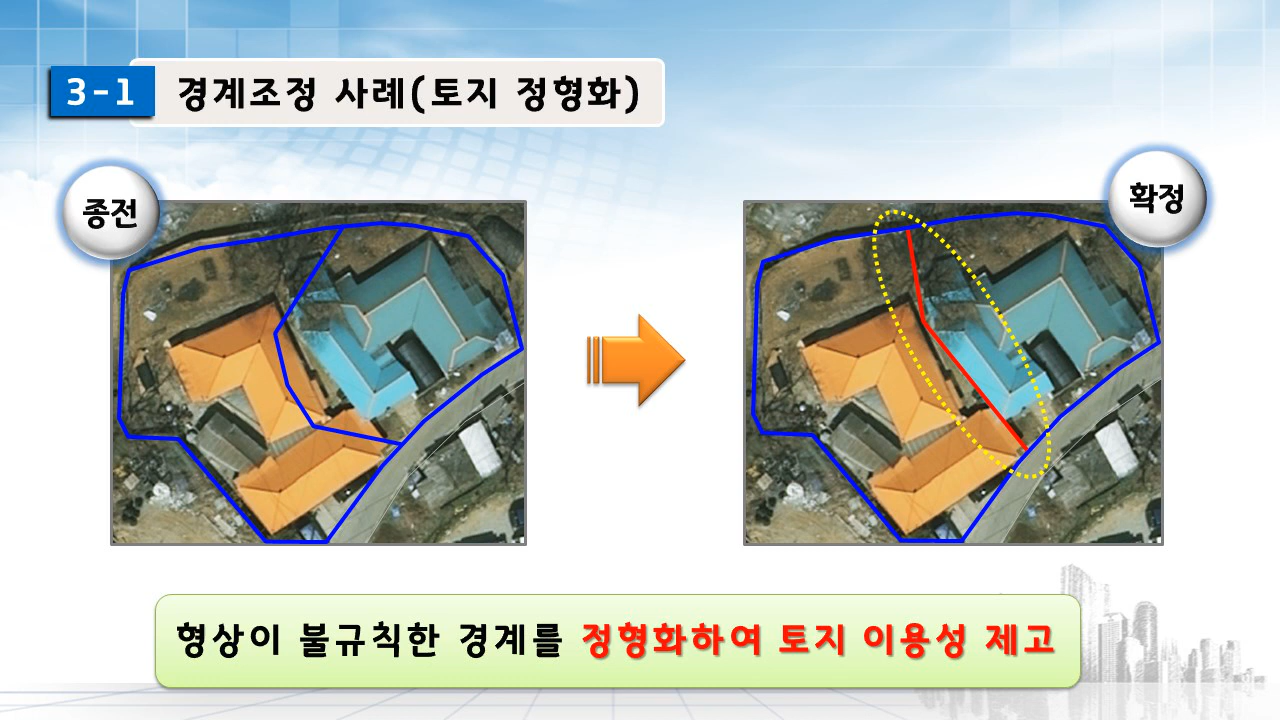 3-1 경계조정 사례(토지 정형화)
종전
확정
형상이 불규칙한 경계를 정형화하여 토지 이용성 제고